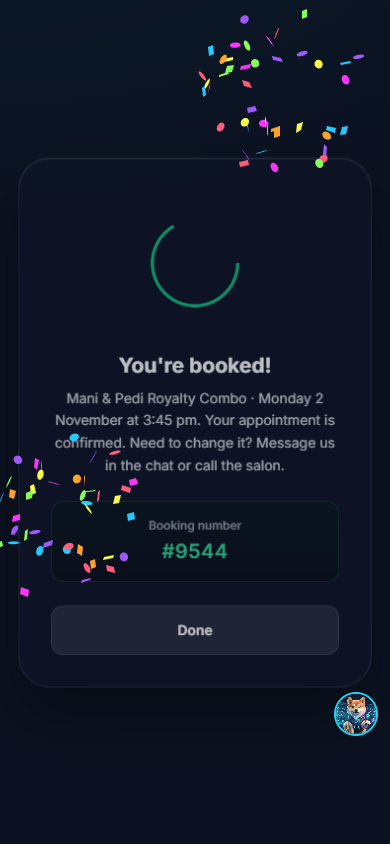 You're booked!
Mani & Pedi Royalty Combo · Monday 2
November at 3:45 pm. Your appointment is
confirmed. Need to change it? Message us
in the chat or call the salon.
Booking number
#9544
Done